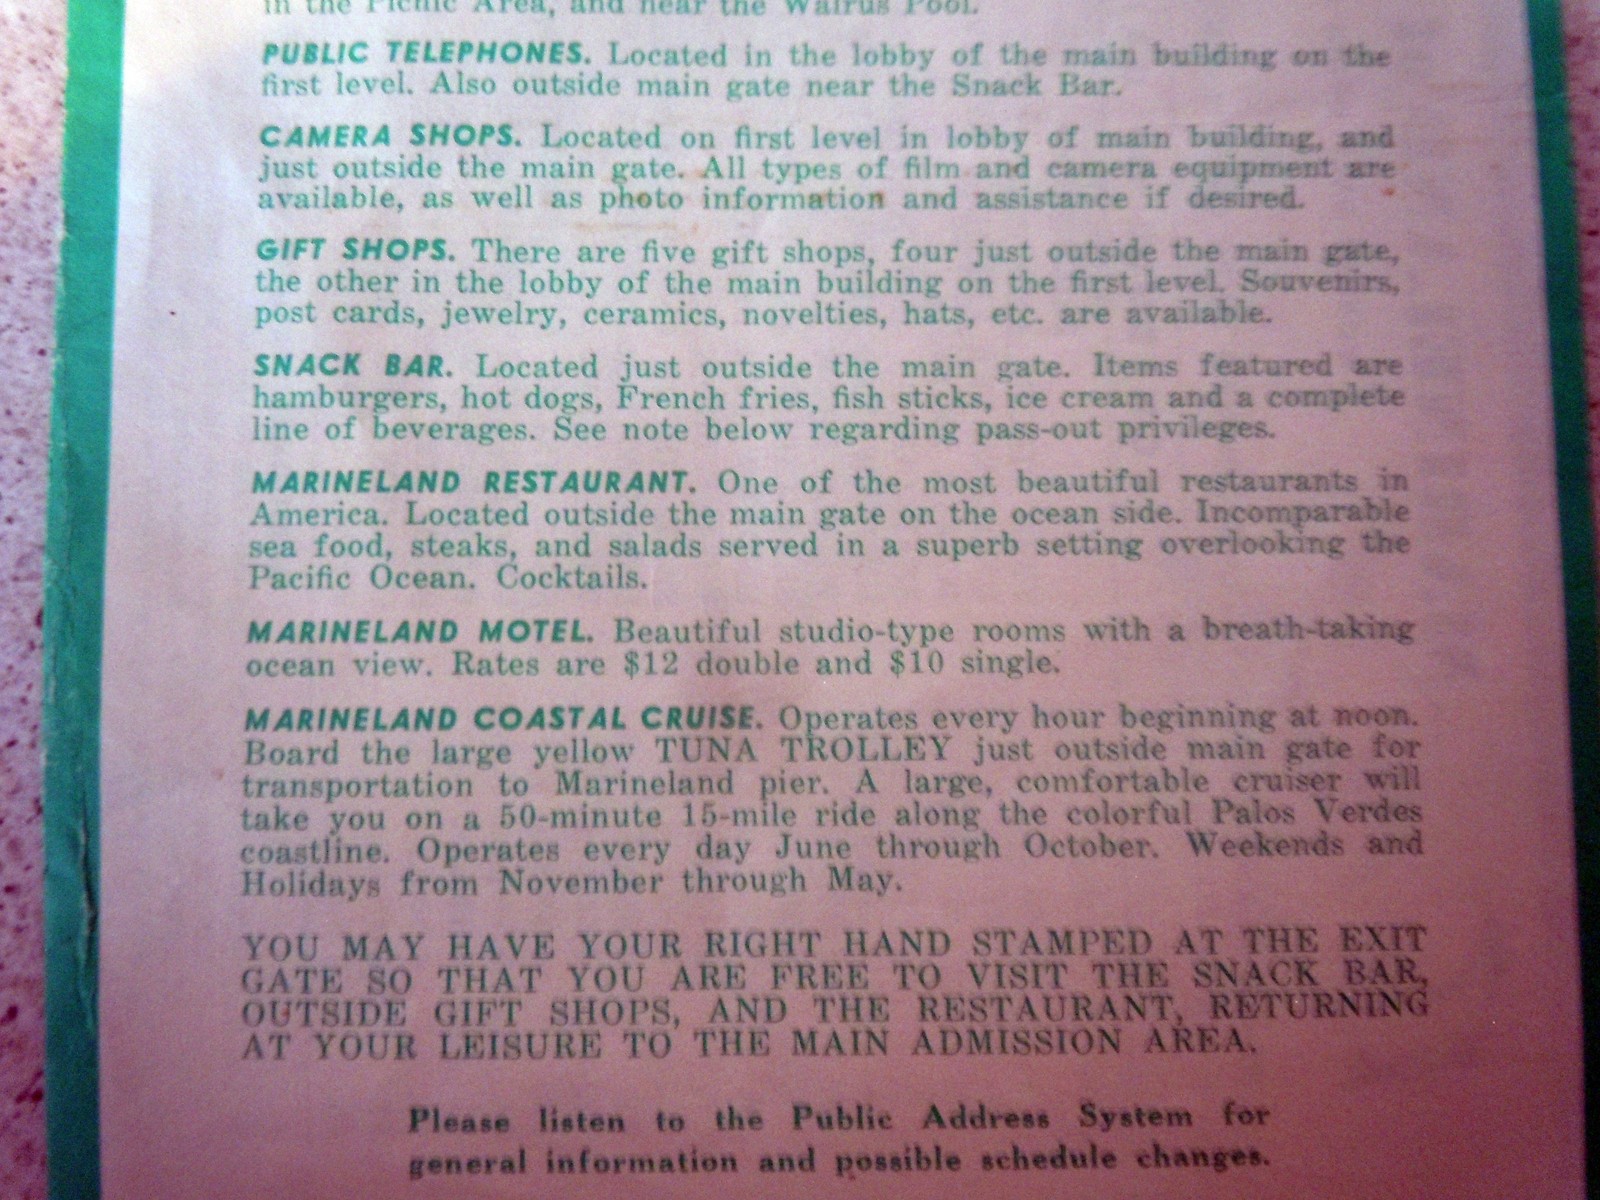 in the Picnic Area, and near the Walrus Pool.
PUBLIC TELEPHONES. Located in the lobby of the main building on the
first level. Also outside main gate near the Snack Bar.
CAMERA SHOPS. Located on first level in lobby of main building, and
just outside the main gate. All types of film and camera equipment are
available, as well as photo information and assistance if desired.
GIFT SHOPS. There are five gift shops, four just outside the main gate,
the other in the lobby of the main building on the first level. Souvenirs,
post cards, jewelry, ceramics, novelties, hats, etc. are available.
SNACK BAR. Located just outside the main gate. Items featured are
hamburgers, hot dogs, French fries, fish sticks, ice cream and a complete
line of beverages. See note below regarding pass-out privileges.
MARINELAND RESTAURANT. One of the most beautiful restaurants in
America. Located outside the main gate on the ocean side. Incomparable
sea food, steaks, and salads served in a superb setting overlooking the
Pacific Ocean. Cocktails.
MARINELAND MOTEL. Beautiful studio-type rooms with a breath-taking
ocean view. Rates are $12 double and $10 single.
MARINELAND COASTAL CRUISE. Operates every hour beginning at noon.
Board the large yellow TUNA TROLLEY just outside main gate for
transportation to Marineland pier. A large, comfortable cruiser will
take you on a 50-minute 15-mile ride along the colorful Palos Verdes
coastline. Operates every day June through October. Weekends and
Holidays from November through May.
YOU MAY HAVE YOUR RIGHT HAND STAMPED AT THE EXIT
GATE SO THAT YOU ARE FREE TO VISIT THE SNACK BAR,
OUTSIDE GIFT SHOPS, AND THE RESTAURANT, RETURNING
AT YOUR LEISURE TO THE MAIN ADMISSION AREA.
Please listen to the Public Address System for
general information and possible schedule changes.